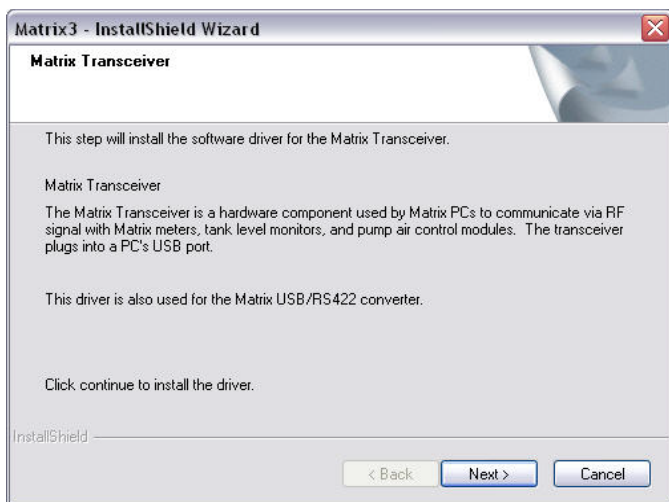 Matrix3 - InstallShield Wizard
Matrix Transceiver
This step will install the software driver for the Matrix Transceiver.
Matrix Transceiver
The Matrix Transceiver is a hardware component used by Matrix PCs to communicate via RF
signal with Matrix meters, tank level monitors, and pump air control modules.  The transceiver
plugs into a PC's USB port.
This driver is also used for the Matrix USB/RS422 converter.
Click continue to install the driver.
InstallShield
< Back
Next >
Cancel